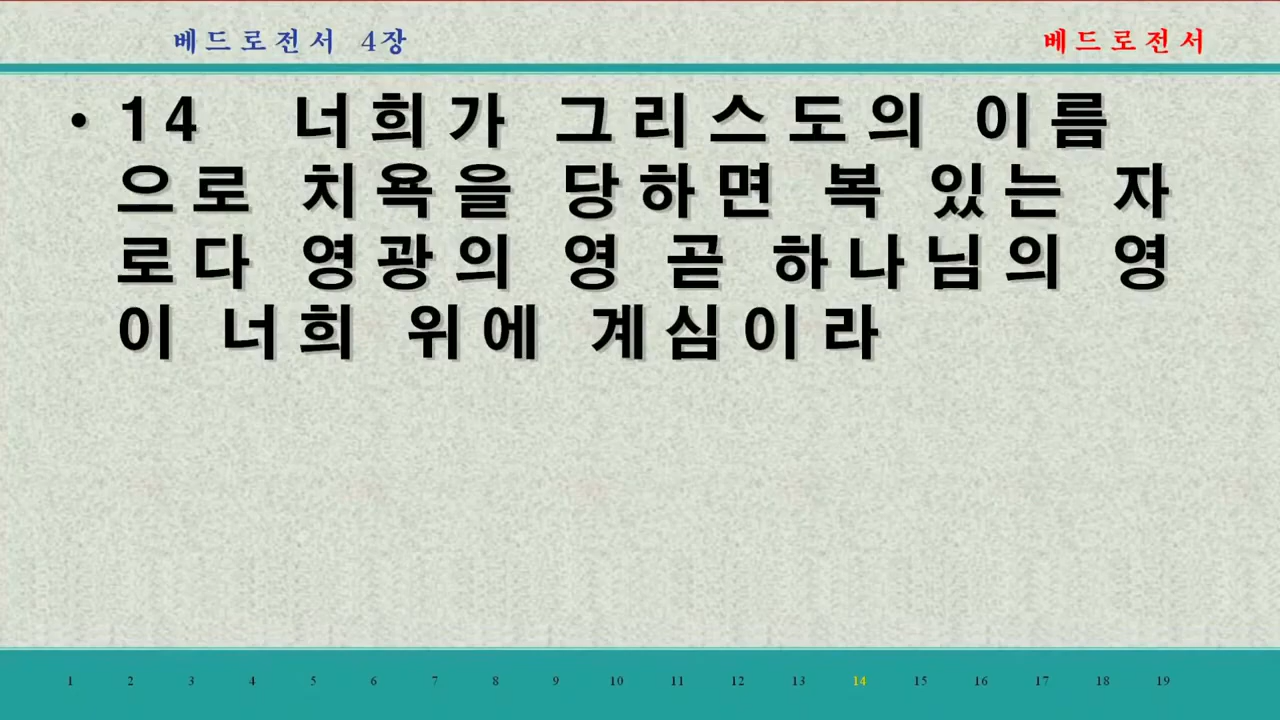 베드로전서 4장
베드로전서
• 14 너희가 그리스도의 이름
으로 치욕을 당하면 복 있는 자
로다 영광의 영 곧 하나님의 영
이 너희 위에 계심이라
1 2 3 4 5 6 7 8 9 10 11 12 13 14 15 16 17 18 19